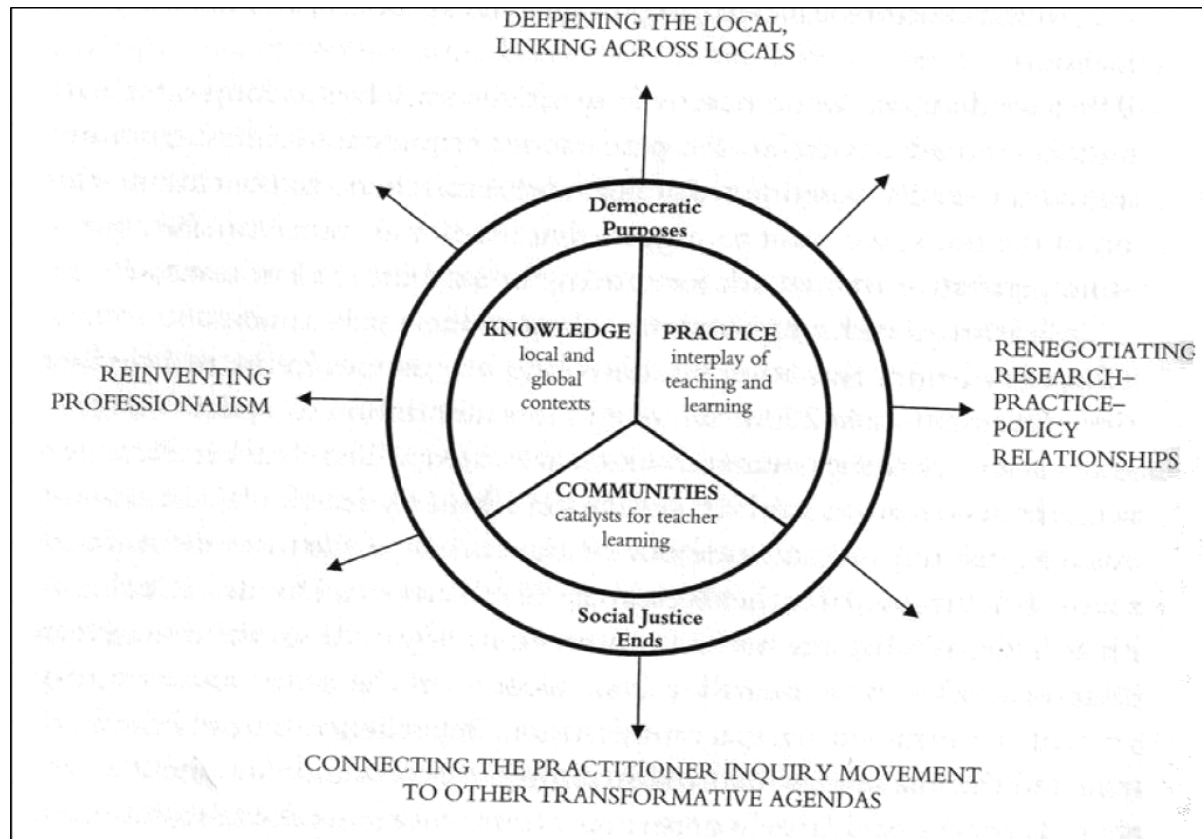 DEEPENING THE LOCAL,
LINKING ACROSS LOCALS
Democratic
Purposes
KNOWLEDGE
local and
global
contexts
PRACTICE
interplay of
teaching and
learning
REINVENTING
PROFESSIONALISM
RENEGOTIATING
RESEARCH–
PRACTICE–
POLICY
RELATIONSHIPS
COMMUNITIES
catalysts for teacher
learning
Social Justice
Ends
CONNECTING THE PRACTITIONER INQUIRY MOVEMENT
TO OTHER TRANSFORMATIVE AGENDAS